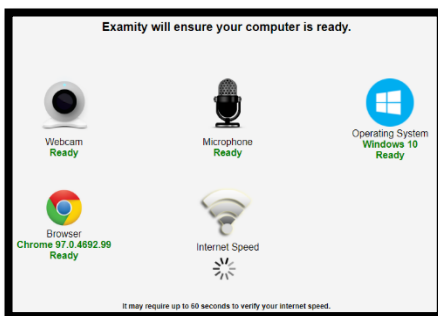 Examity will ensure your computer is ready.
Webcam
Ready
Microphone
Ready
Operating System
Windows 10
Ready
Browser
Chrome 97.0.4692.99
Ready
Internet Speed
It may require up to 60 seconds to verify your internet speed.